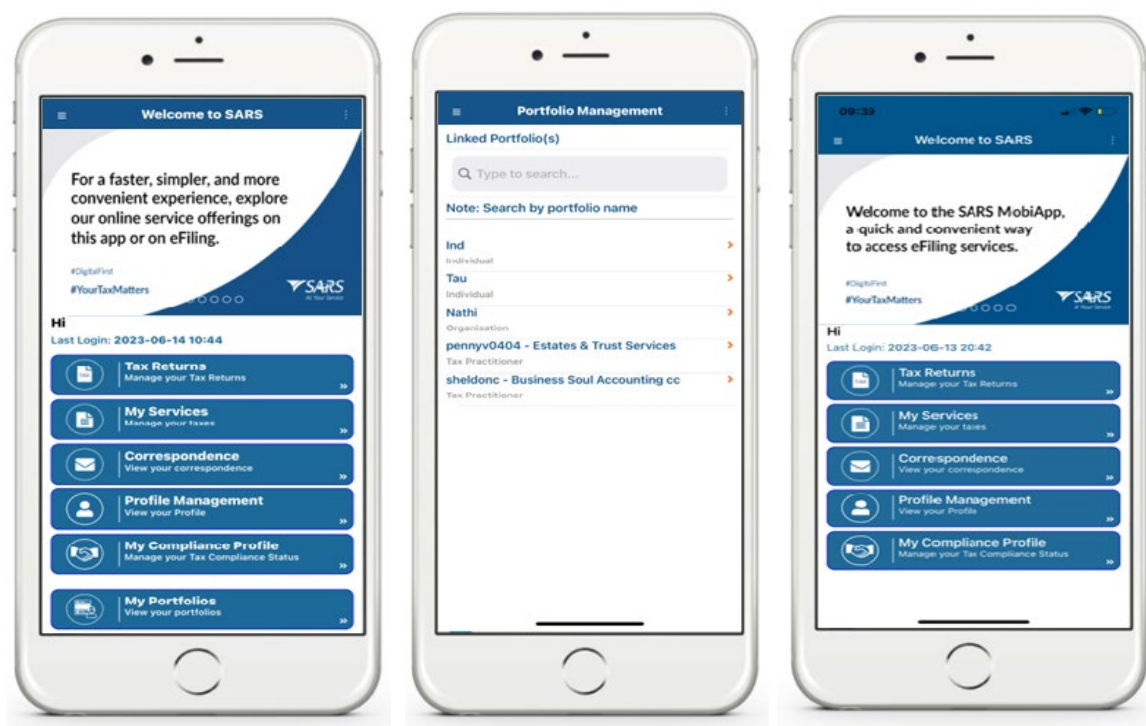 Welcome to SARS
For a faster, simpler, and more
convenient experience, explore
our online service offerings on
this app or on eFiling.
#DigitalFirst
#YourTaxMatters
SARS
At Your Service
Hi
Last Login: 2023-06-14 10:44
Tax Returns
Manage your Tax Returns
My Services
Manage your taxes
Correspondence
View your correspondence
Profile Management
View your Profile
My Compliance Profile
Manage your Tax Compliance Status
My Portfolios
View your portfolios
Portfolio Management
Linked Portfolio(s)
Type to search...
Note: Search by portfolio name
Ind
Individual
Tau
Individual
Nathi
Organisation
pennyv0404 - Estates & Trust Services
Tax Practitioner
sheldonc - Business Soul Accounting cc
Tax Practitioner
09:39
Welcome to SARS
Welcome to the SARS MobiApp,
a quick and convenient way
to access eFiling services.
#DigitalFirst
#YourTaxMatters
SARS
At Your Service
Hi
Last Login: 2023-06-13 20:42
Tax Returns
Manage your Tax Returns
My Services
Manage your taxes
Correspondence
View your correspondence
Profile Management
View your Profile
My Compliance Profile
Manage your Tax Compliance Status